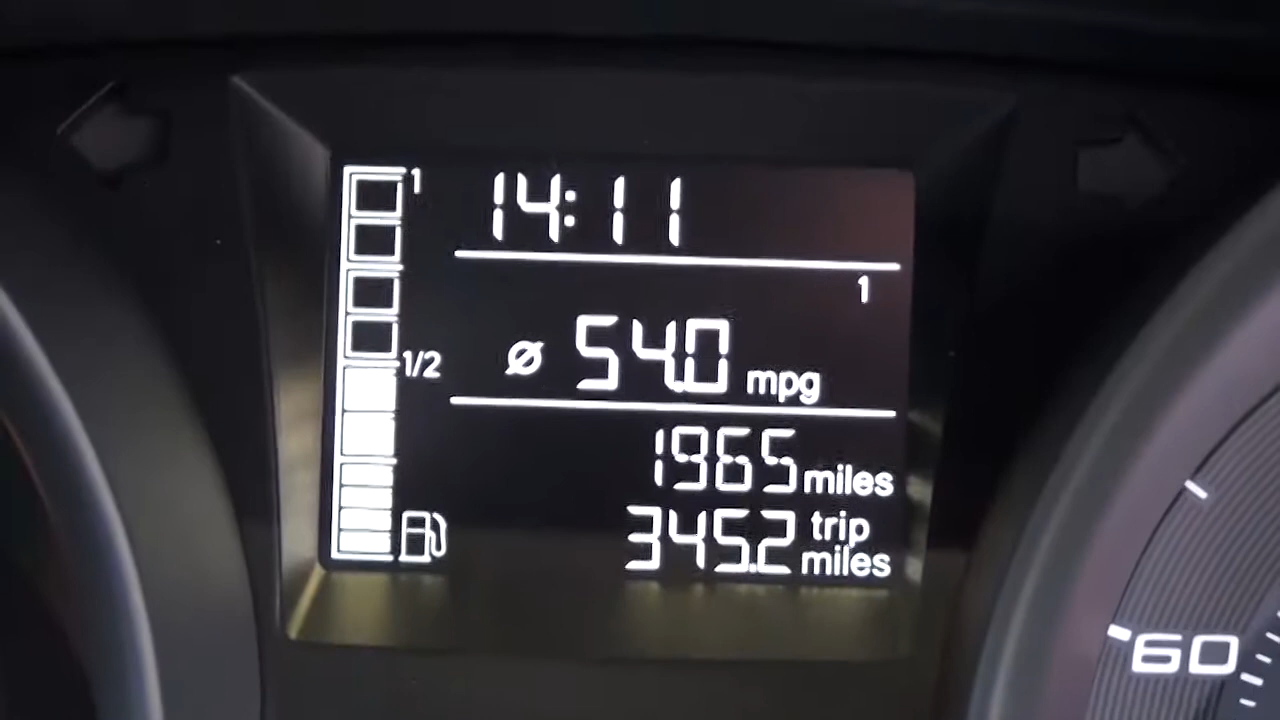 1
14:11
1
1/2
ø 54.0 mpg
1965 miles
345.2 trip miles
60